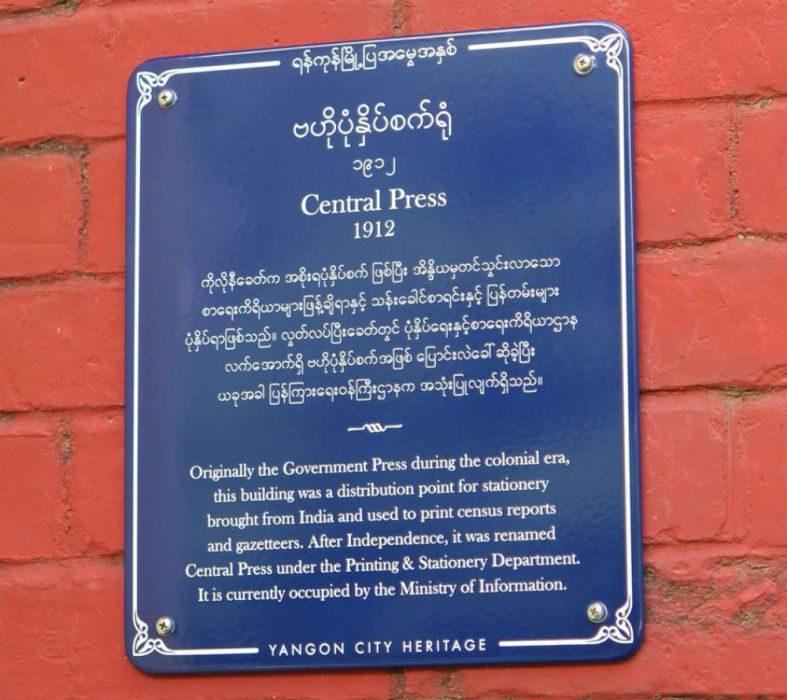 ရန်ကုန်မြို့ပြအမွေအနှစ်
ဗဟိုပုံနှိပ်စက်ရုံ
၁၉၁၂
Central Press
1912
ကိုလိုနီခေတ်က အစိုးရပုံနှိပ်စက် ဖြစ်ပြီး အိန္ဒိယမှတင်သွင်းလာသော
စာရေးကိရိယာများဖြန့်ချိရာနှင့် သန်းခေါင်စာရင်းနှင့် ပြန်တမ်းများ
ပုံနှိပ်ရာဖြစ်သည်။ လွတ်လပ်ပြီးခေတ်တွင် ပုံနှိပ်ရေးနှင့်စာရေးကိရိယာဌာန
လက်အောက်ရှိ ဗဟိုပုံနှိပ်စက်အဖြစ် ပြောင်းလဲခေါ်ဆိုခဲ့ပြီး
ယခုအခါ ပြန်ကြားရေးဝန်ကြီးဌာနက အသုံးပြုလျက်ရှိသည်။
Originally the Government Press during the colonial era,
this building was a distribution point for stationery
brought from India and used to print census reports
and gazetteers. After Independence, it was renamed
Central Press under the Printing & Stationery Department.
It is currently occupied by the Ministry of Information.
YANGON CITY HERITAGE